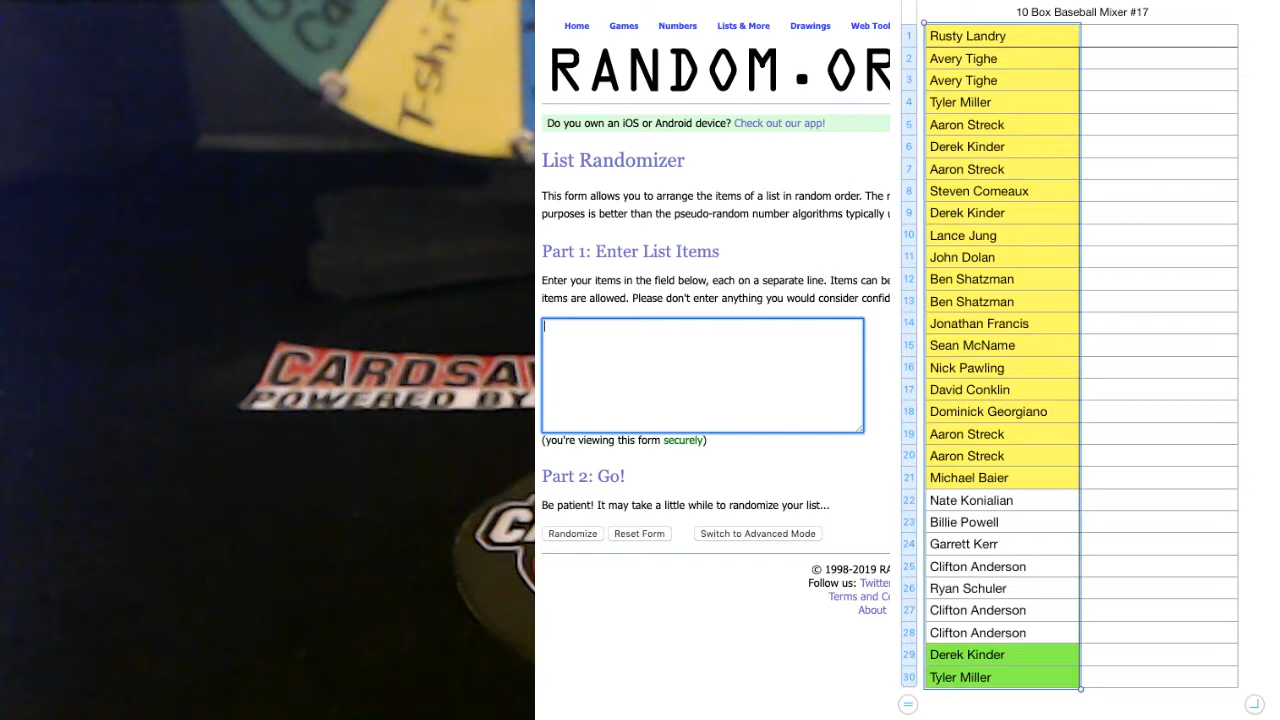 T-shirt
CARDSA
POWERED BY
Home Games Numbers Lists & More Drawings Web Tool
RANDOM.OR
Do you own an iOS or Android device? Check out our app!
List Randomizer
This form allows you to arrange the items of a list in random order. The r
purposes is better than the pseudo-random number algorithms typically u
Part 1: Enter List Items
Enter your items in the field below, each on a separate line. Items can be
items are allowed. Please don't enter anything you would consider confid
(you're viewing this form securely)
Part 2: Go!
Be patient! It may take a little while to randomize your list...
Randomize Reset Form Switch to Advanced Mode
© 1998-2019 RA
Follow us: Twitter
Terms and Co
About
10 Box Baseball Mixer #17
1 Rusty Landry
2 Avery Tighe
3 Avery Tighe
4 Tyler Miller
5 Aaron Streck
6 Derek Kinder
7 Aaron Streck
8 Steven Comeaux
9 Derek Kinder
10 Lance Jung
11 John Dolan
12 Ben Shatzman
13 Ben Shatzman
14 Jonathan Francis
15 Sean McName
16 Nick Pawling
17 David Conklin
18 Dominick Georgiano
19 Aaron Streck
20 Aaron Streck
21 Michael Baier
22 Nate Konialian
23 Billie Powell
24 Garrett Kerr
25 Clifton Anderson
26 Ryan Schuler
27 Clifton Anderson
28 Clifton Anderson
29 Derek Kinder
30 Tyler Miller